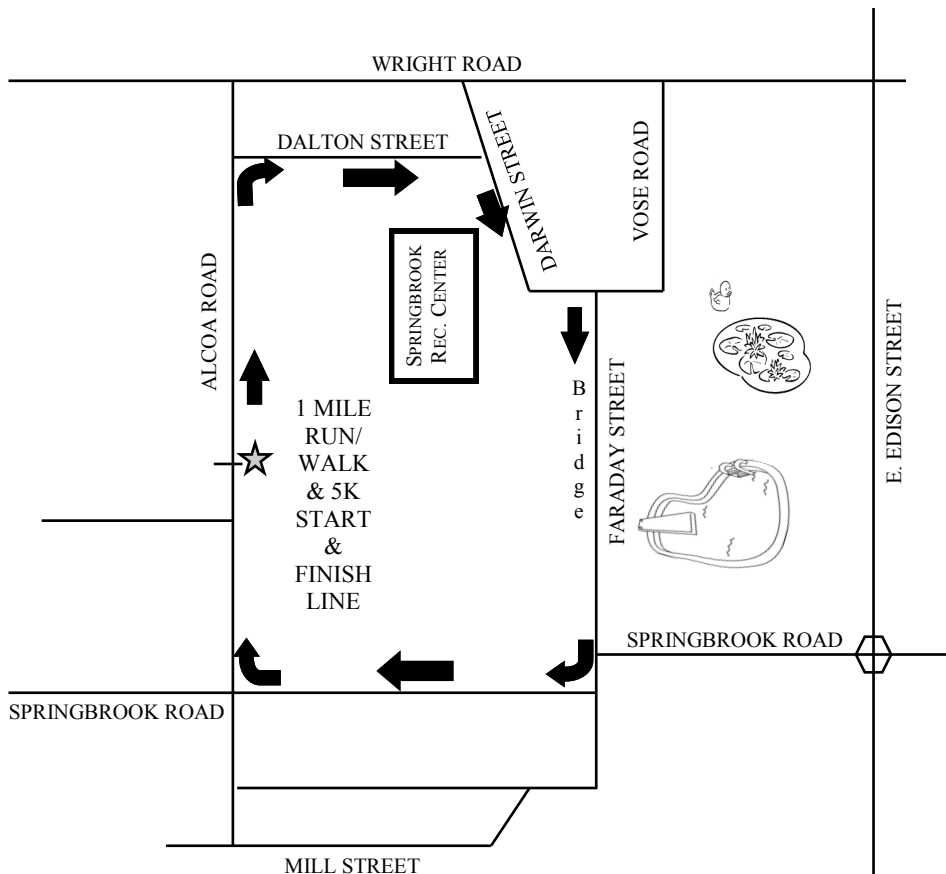 WRIGHT ROAD
DALTON STREET
DARWIN STREET
VOSE ROAD
ALCOA ROAD
SPRINGBROOK
REC. CENTER
1 MILE
RUN/
WALK
& 5K
START
&
FINISH
LINE
Bridge
FARADAY STREET
E. EDISON STREET
SPRINGBROOK ROAD
SPRINGBROOK ROAD
MILL STREET